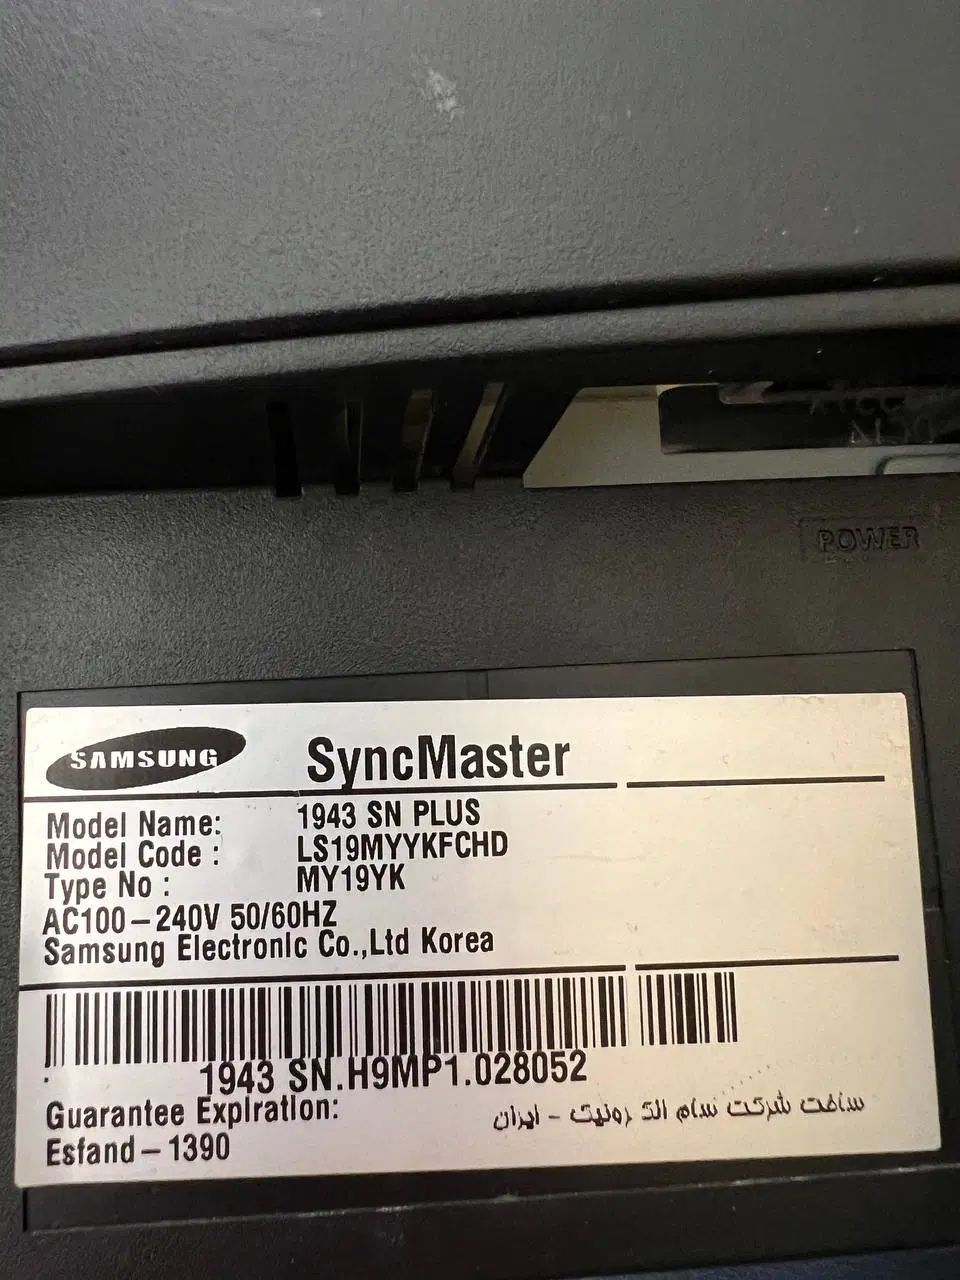 POWER
SAMSUNG SyncMaster
Model Name: 1943 SN PLUS
Model Code : LS19MYYKFCHD
Type No : MY19YK
AC100-240V 50/60HZ
Samsung Electronic Co.,Ltd Korea
1943 SN.H9MP1.028052
Guarantee Expiration:
ساخت شرکت سام الکترونیک - ایران
Esfand-1390